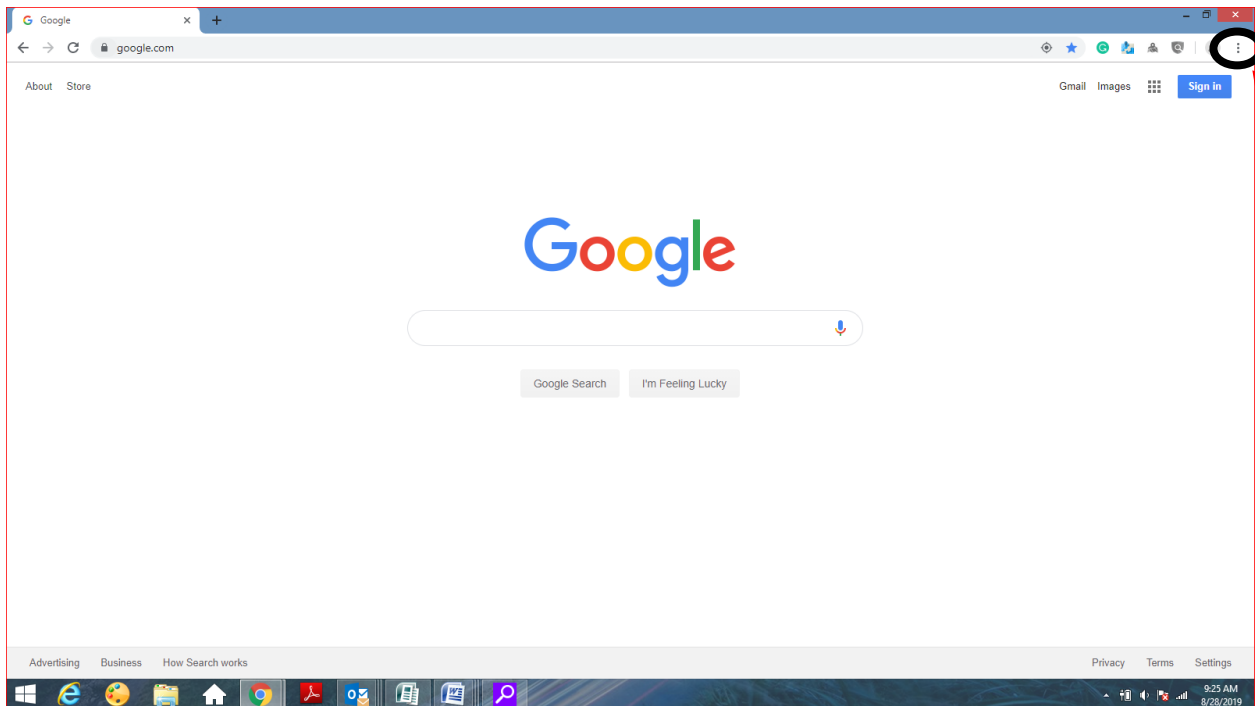 Google
google.com
About Store
Gmail Images Sign in
Google
Google Search I'm Feeling Lucky
Advertising Business How Search works
Privacy Terms Settings
9:25 AM
8/28/2019